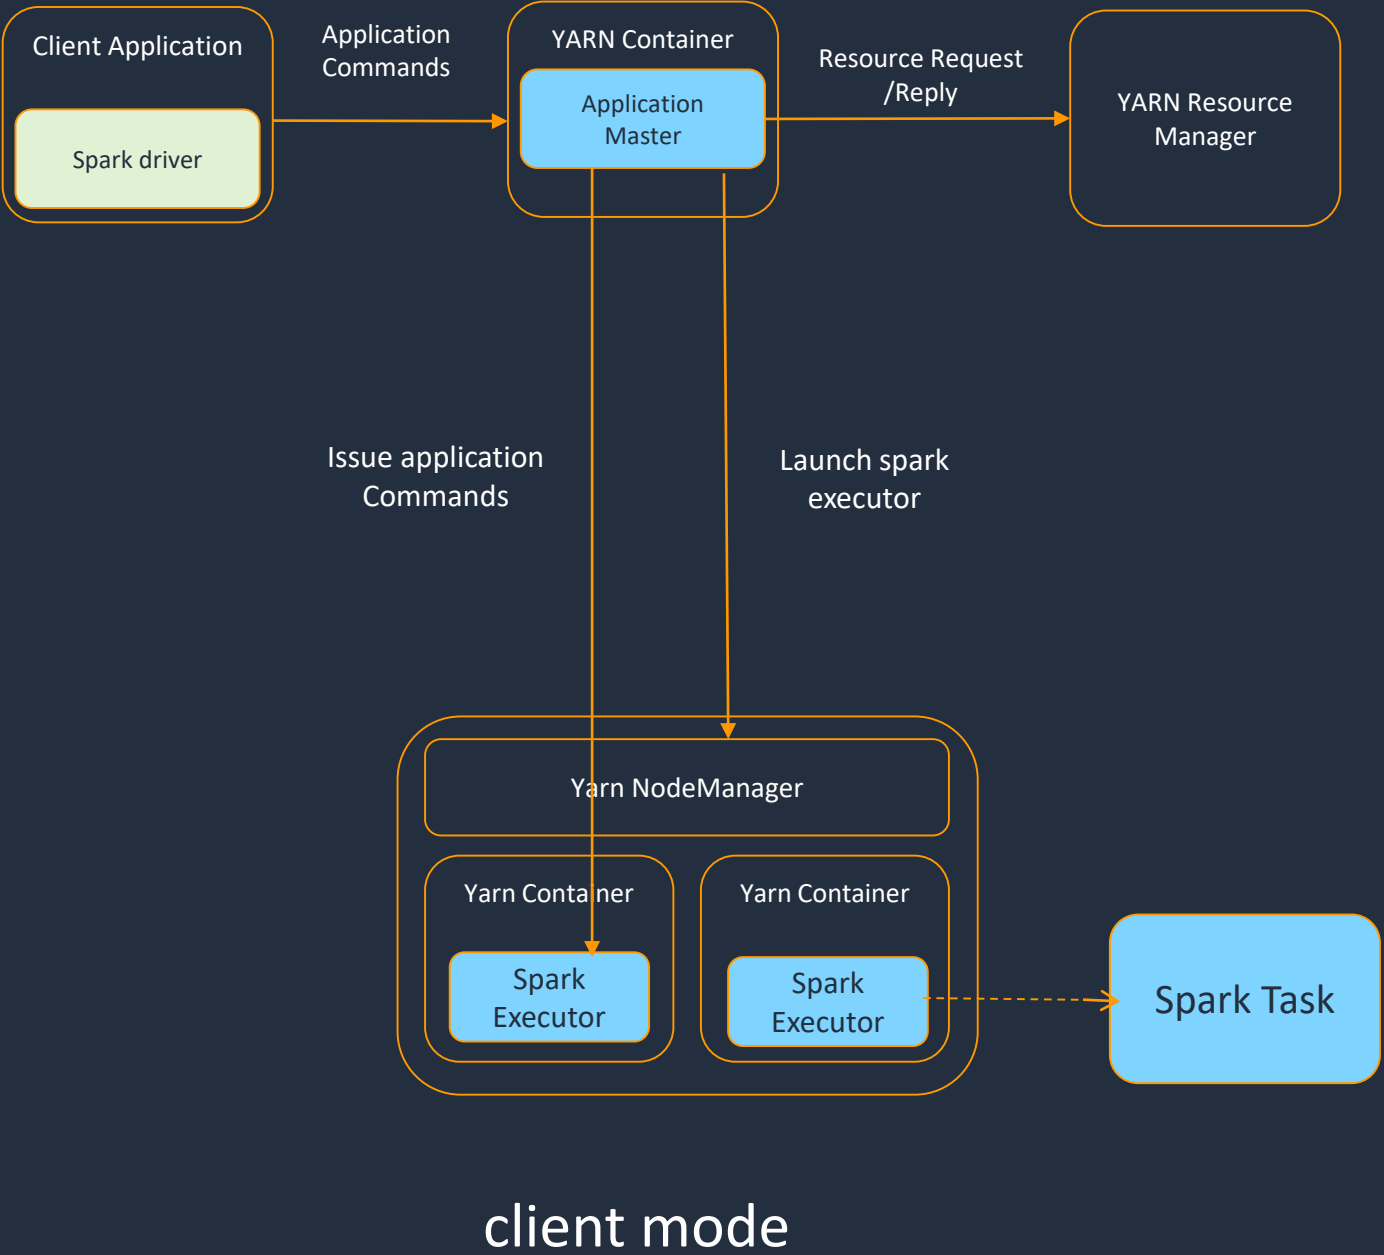 Client Application
Spark driver
Application
Commands
YARN Container
Application
Master
Resource Request
/Reply
YARN Resource
Manager
Issue application
Commands
Launch spark
executor
Yarn NodeManager
Yarn Container
Spark
Executor
Yarn Container
Spark
Executor
Spark Task
client mode